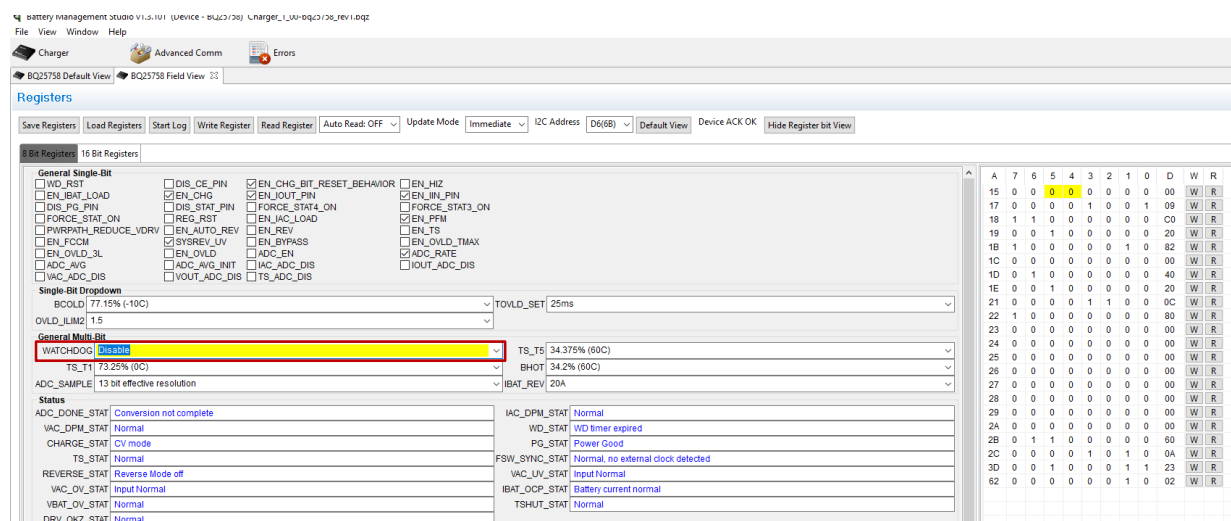 Battery Management Studio v1.3.101 (Device - BQ25758) Charger_1_00-bq25758_rev1.bqz
File View Window Help
Charger Advanced Comm Errors
BQ25758 Default View BQ25758 Field View
Registers
Save Registers Load Registers Start Log Write Register Read Register Auto Read: OFF Update Mode Immediate I2C Address D6(6B) Default View Device ACK OK Hide Register bit View
8 Bit Registers 16 Bit Registers
General Single-Bit
WD_RST DIS_CE_PIN EN_CHG_BIT_RESET_BEHAVIOR EN_HIZ
EN_IBAT_LOAD EN_CHG EN_IOUT_PIN EN_IIN_PIN
DIS_PG_PIN DIS_STAT_PIN FORCE_STAT4_ON FORCE_STAT3_ON
FORCE_STAT_ON REG_RST EN_IAC_LOAD EN_PFM
PWRPATH_REDUCE_VDRV EN_AUTO_REV EN_REV EN_TS
EN_FCCM SYSREV_UV EN_BYPASS EN_OVLD_TMAX
EN_OVLD_3L EN_OVLD ADC_EN ADC_RATE
ADC_AVG ADC_AVG_INIT IAC_ADC_DIS IOUT_ADC_DIS
VAC_ADC_DIS VOUT_ADC_DIS TS_ADC_DIS
Single-Bit Dropdown
BCOLD 77.15% (-10C) TOVLD_SET 25ms
OVLD_ILIM2 1.5
General Multi-Bit
WATCHDOG Disable TS_T5 34.375% (60C)
TS_T1 73.25% (0C) BHOT 34.2% (60C)
ADC_SAMPLE 13 bit effective resolution IBAT_REV 20A
Status
ADC_DONE_STAT Conversion not complete IAC_DPM_STAT Normal
VAC_DPM_STAT Normal WD_STAT WD timer expired
CHARGE_STAT CV mode PG_STAT Power Good
TS_STAT Normal FSW_SYNC_STAT Normal, no external clock detected
REVERSE_STAT Reverse Mode off VAC_UV_STAT Input Normal
VAC_OV_STAT Input Normal IBAT_OCP_STAT Battery current normal
VBAT_OV_STAT Normal TSHUT_STAT Normal
DRV_OKZ_STAT Normal
A 7 6 5 4 3 2 1 0 D W R
15 0 0 0 0 0 0 0 0 00 W R
17 0 0 0 0 1 0 0 1 09 W R
18 1 1 0 0 0 0 0 0 C0 W R
19 0 0 1 0 0 0 0 0 20 W R
1B 1 0 0 0 0 0 1 0 82 W R
1C 0 0 0 0 0 0 0 0 00 W R
1D 0 1 0 0 0 0 0 0 40 W R
1E 0 0 1 0 0 0 0 0 20 W R
21 0 0 0 0 1 1 0 0 0C W R
22 1 0 0 0 0 0 0 0 80 W R
23 0 0 0 0 0 0 0 0 00 W R
24 0 0 0 0 0 0 0 0 00 W R
25 0 0 0 0 0 0 0 0 00 W R
26 0 0 0 0 0 0 0 0 00 W R
27 0 0 0 0 0 0 0 0 00 W R
28 0 0 0 0 0 0 0 0 00 W R
29 0 0 0 0 0 0 0 0 00 W R
2A 0 0 0 0 0 0 0 0 00 W R
2B 0 1 1 0 0 0 0 0 60 W R
2C 0 0 0 0 1 0 1 0 0A W R
3D 0 0 1 0 0 0 1 1 23 W R
62 0 0 0 0 0 0 1 0 02 W R